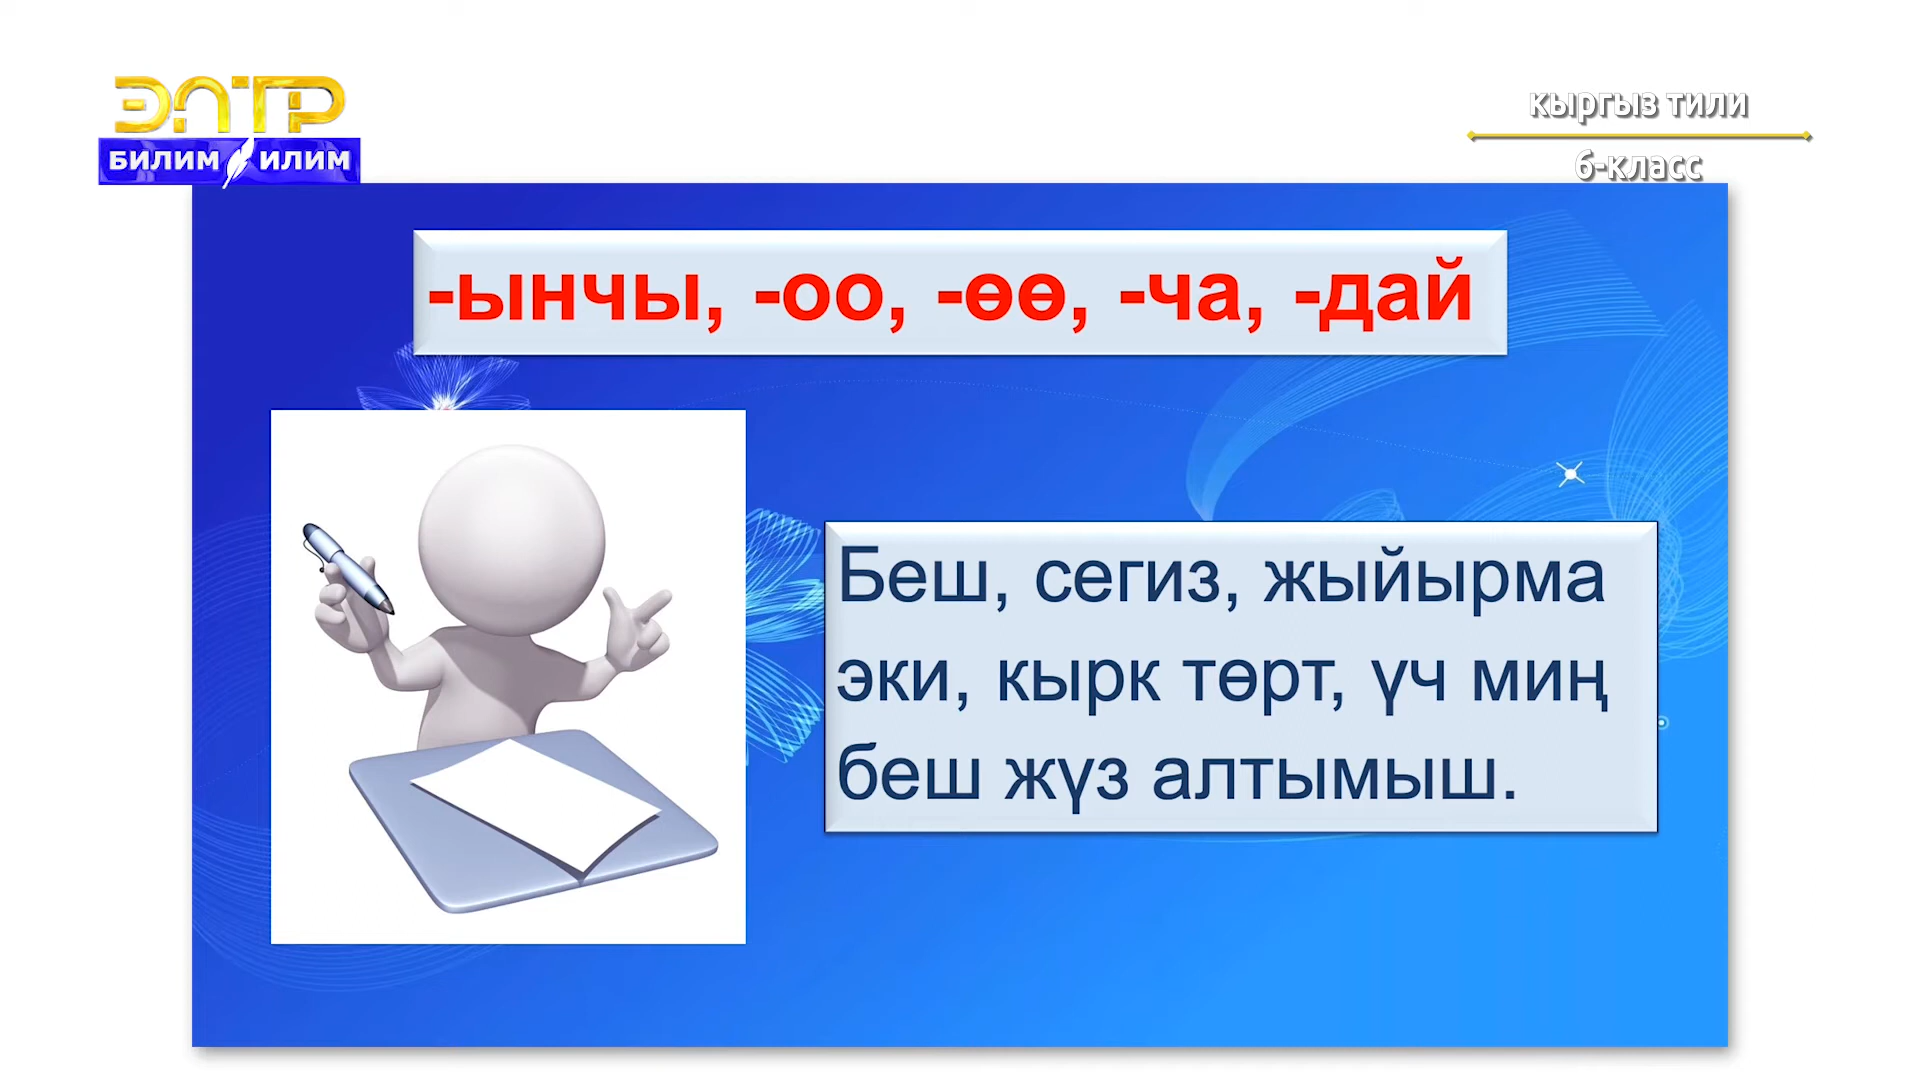 ЭЛТР
БИЛИМ ИЛИМ
кыргыз тили
6-класс
-ынчы, -оо, -өө, -ча, -дай
Беш, сегиз, жыйырма
эки, кырк төрт, үч миң
беш жүз алтымыш.